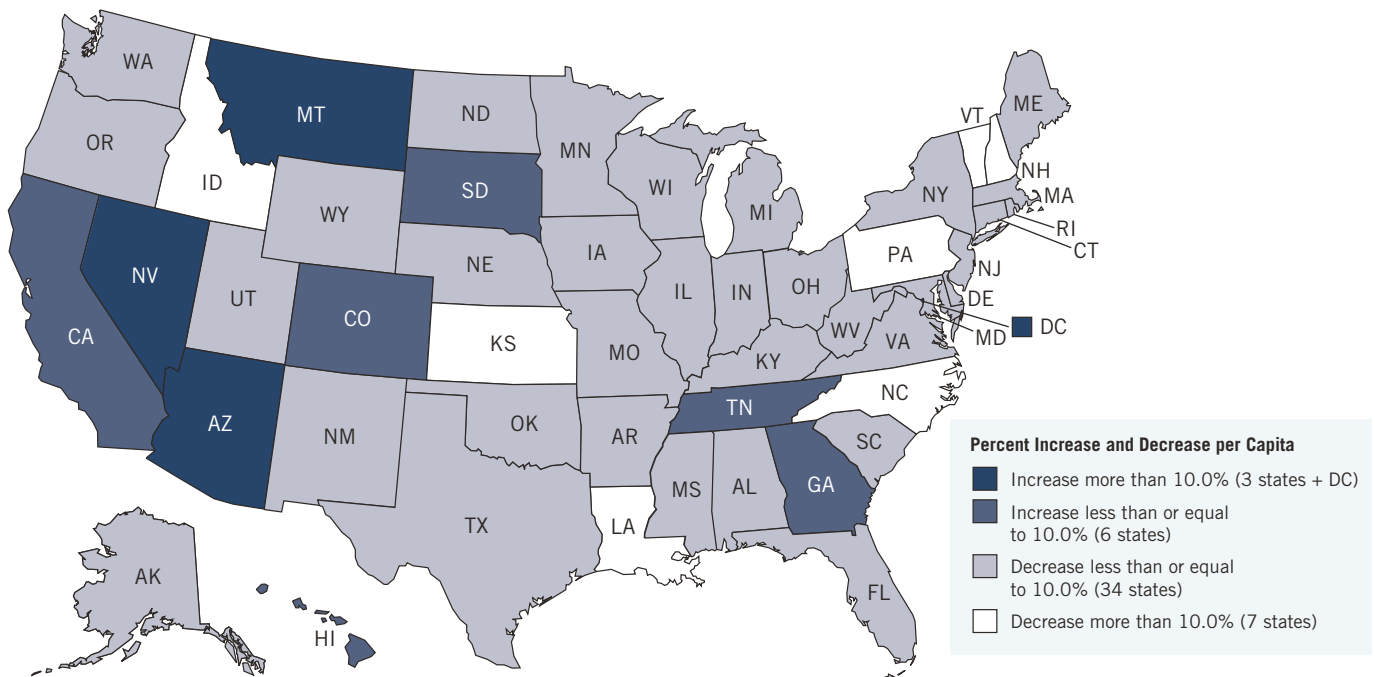 WA
MT
ND
MN
VT
ME
OR
ID
SD
WI
NH
WY
MI
NY
MA
RI
CT
NV
NE
IA
PA
NJ
UT
CO
IL
IN
OH
DE
CA
KS
MO
WV
VA
MD
DC
KY
AZ
NM
OK
AR
TN
NC
SC
TX
LA
MS
AL
GA
FL
AK
HI
Percent Increase and Decrease per Capita
Increase more than 10.0% (3 states + DC)
Increase less than or equal
to 10.0% (6 states)
Decrease less than or equal
to 10.0% (34 states)
Decrease more than 10.0% (7 states)